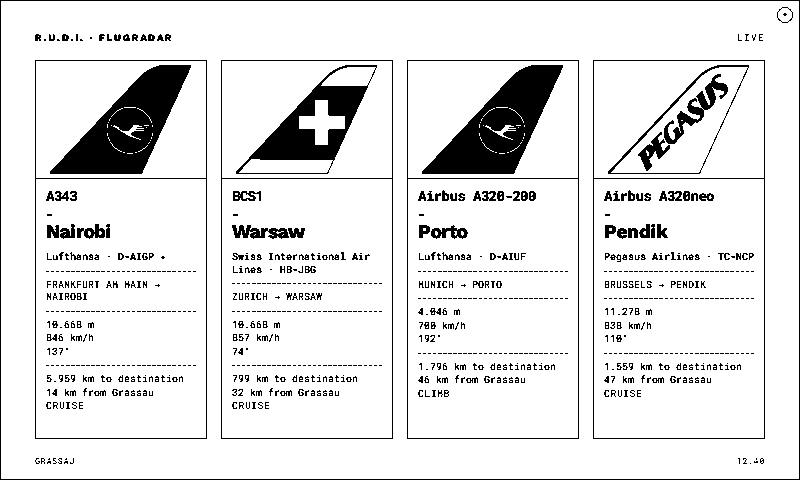 R.U.D.I. · FLUGRADAR
LIVE
A343
-
Nairobi
Lufthansa · D-AIGP ✦
FRANKFURT AM MAIN →
NAIROBI
10.668 m
846 km/h
137°
5.959 km to destination
14 km from Grassau
CRUISE
BCS1
-
Warsaw
Swiss International Air
Lines · HB-JBG
ZURICH → WARSAW
10.668 m
857 km/h
74°
799 km to destination
32 km from Grassau
CRUISE
Airbus A320-200
-
Porto
Lufthansa · D-AIUF
MUNICH → PORTO
4.046 m
700 km/h
192°
1.796 km to destination
46 km from Grassau
CLIMB
PEGASUS
Airbus A320neo
-
Pendik
Pegasus Airlines · TC-NCP
BRUSSELS → PENDIK
11.278 m
838 km/h
110°
1.559 km to destination
47 km from Grassau
CRUISE
GRASSAU
12.40